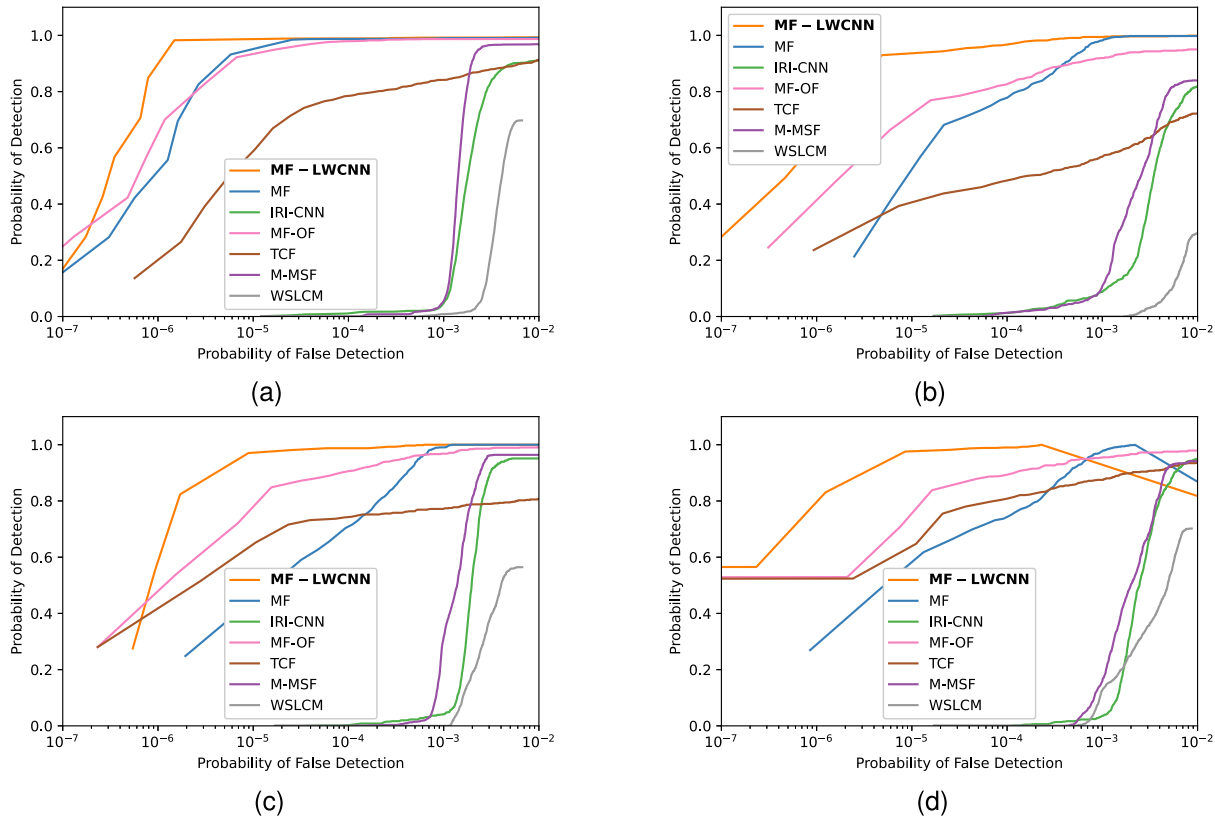 1.0
0.8
0.6
0.4
0.2
0.0
Probability of Detection
MF − LWCNN
MF
IRI-CNN
MF-OF
TCF
M-MSF
WSLCM
10⁻⁷ 10⁻⁶ 10⁻⁵ 10⁻⁴ 10⁻³ 10⁻²
Probability of False Detection
(a)
1.0
0.8
0.6
0.4
0.2
0.0
Probability of Detection
MF − LWCNN
MF
IRI-CNN
MF-OF
TCF
M-MSF
WSLCM
10⁻⁷ 10⁻⁶ 10⁻⁵ 10⁻⁴ 10⁻³ 10⁻²
Probability of False Detection
(b)
1.0
0.8
0.6
0.4
0.2
0.0
Probability of Detection
MF − LWCNN
MF
IRI-CNN
MF-OF
TCF
M-MSF
WSLCM
10⁻⁷ 10⁻⁶ 10⁻⁵ 10⁻⁴ 10⁻³ 10⁻²
Probability of False Detection
(c)
1.0
0.8
0.6
0.4
0.2
0.0
Probability of Detection
MF − LWCNN
MF
IRI-CNN
MF-OF
TCF
M-MSF
WSLCM
10⁻⁷ 10⁻⁶ 10⁻⁵ 10⁻⁴ 10⁻³ 10⁻²
Probability of False Detection
(d)